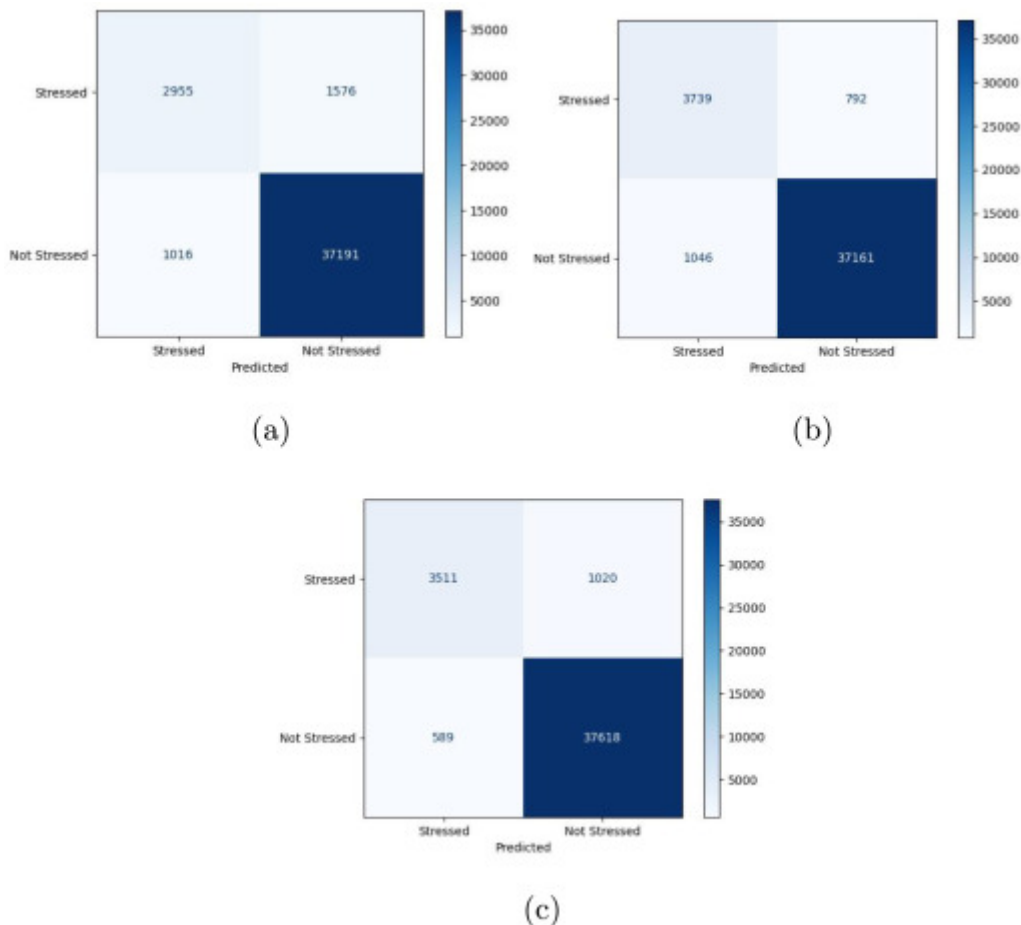 Stressed
2955
1576
Not Stressed
1016
37191
Stressed
Not Stressed
Predicted
35000
30000
25000
20000
15000
10000
5000
(a)
Stressed
3739
792
Not Stressed
1046
37161
Stressed
Not Stressed
Predicted
35000
30000
25000
20000
15000
10000
5000
(b)
Stressed
3511
1020
Not Stressed
589
37618
Stressed
Not Stressed
Predicted
35000
30000
25000
20000
15000
10000
5000
(c)